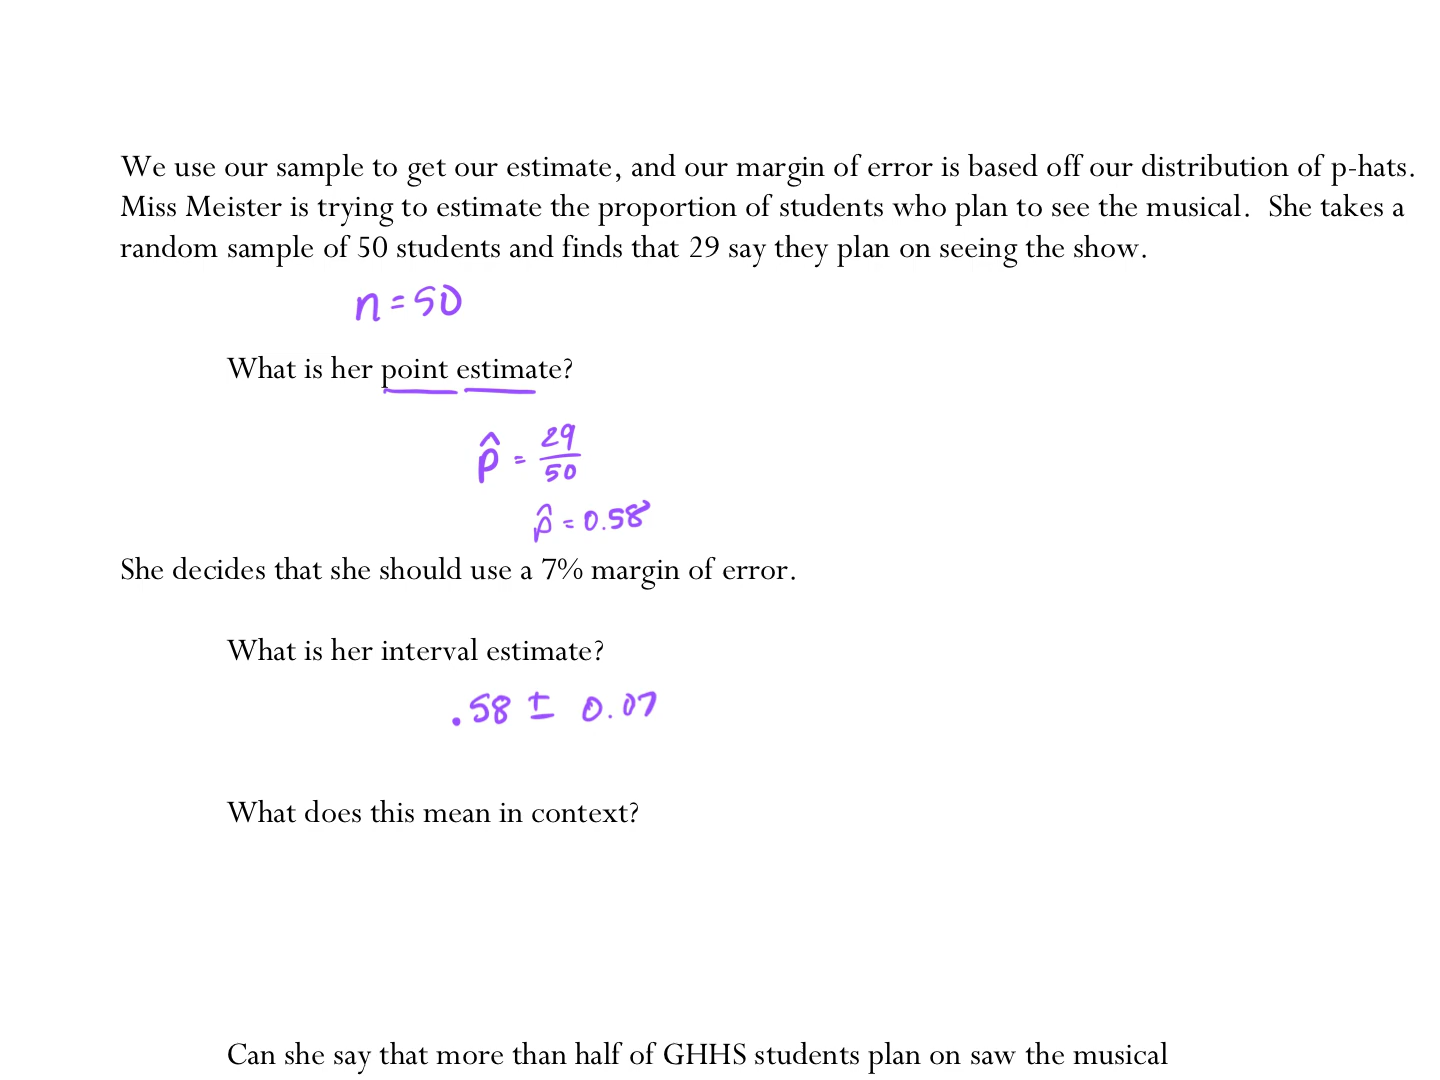 We use our sample to get our estimate, and our margin of error is based off our distribution of p-hats.
Miss Meister is trying to estimate the proportion of students who plan to see the musical.  She takes a
random sample of 50 students and finds that 29 say they plan on seeing the show.
n = 50
What is her point estimate?
p̂ = 29/50
p̂ = 0.58
She decides that she should use a 7% margin of error.
What is her interval estimate?
.58 ± 0.07
What does this mean in context?
Can she say that more than half of GHHS students plan on saw the musical